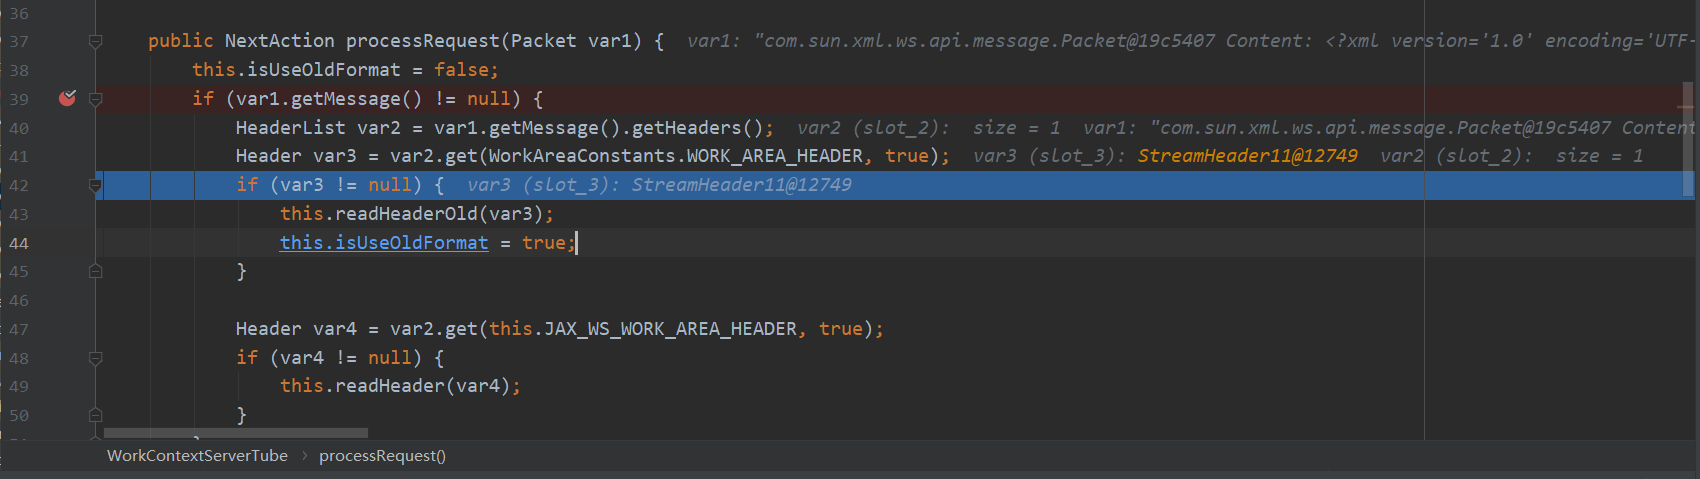 36
37 public NextAction processRequest(Packet var1) { var1: "com.sun.xml.ws.api.message.Packet@19c5407 Content: <?xml version='1.0' encoding='UTF-
38 this.isUseOldFormat = false;
39 if (var1.getMessage() != null) {
40 HeaderList var2 = var1.getMessage().getHeaders(); var2 (slot_2): size = 1 var1: "com.sun.xml.ws.api.message.Packet@19c5407 Content
41 Header var3 = var2.get(WorkAreaConstants.WORK_AREA_HEADER, true); var3 (slot_3): StreamHeader11@12749 var2 (slot_2): size = 1
42 if (var3 != null) { var3 (slot_3): StreamHeader11@12749
43 this.readHeaderOld(var3);
44 this.isUseOldFormat = true;
45 }
46
47 Header var4 = var2.get(this.JAX_WS_WORK_AREA_HEADER, true);
48 if (var4 != null) {
49 this.readHeader(var4);
50 }
WorkContextServerTube › processRequest()